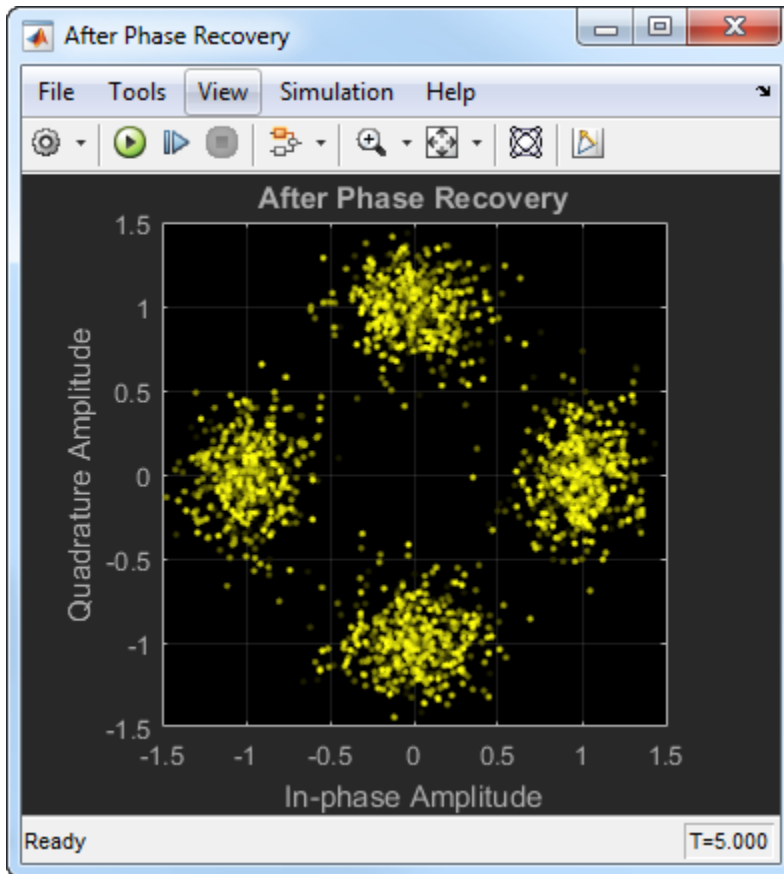 After Phase Recovery
File Tools View Simulation Help
After Phase Recovery
1.5
1
0.5
0
-0.5
-1
-1.5
Quadrature Amplitude
-1.5 -1 -0.5 0 0.5 1 1.5
In-phase Amplitude
Ready T=5.000